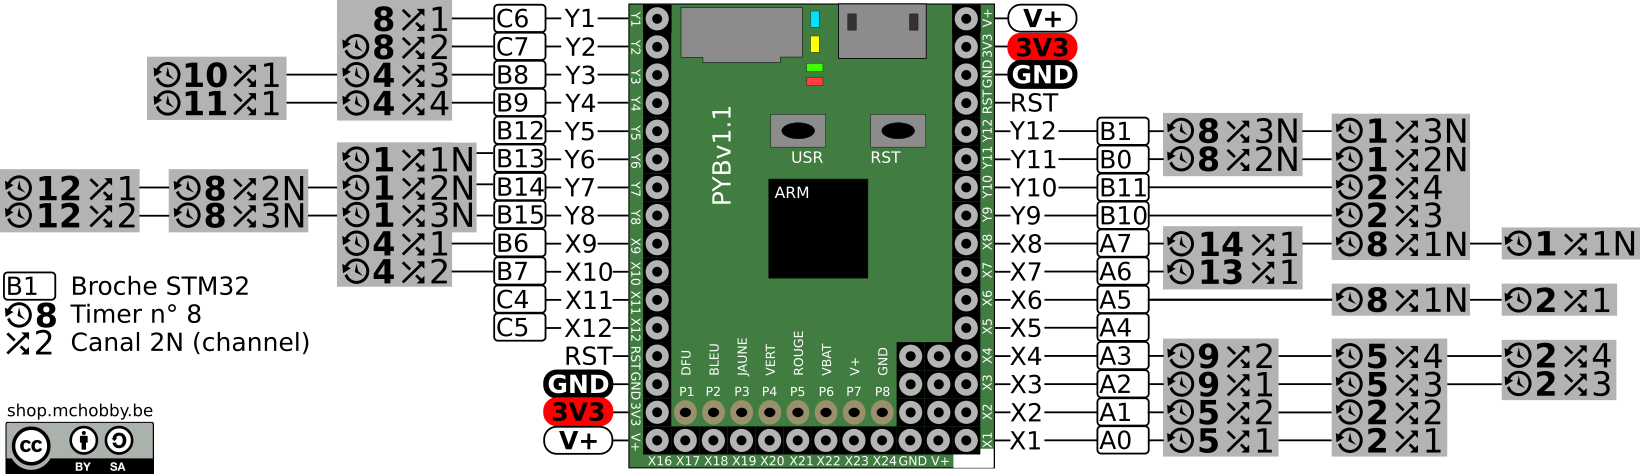 8 1 C6 Y1
8 2 C7 Y2
10 1 4 3 B8 Y3
11 1 4 4 B9 Y4
B12 Y5
1 1N B13 Y6
12 1 8 2N 1 2N B14 Y7
12 2 8 3N 1 3N B15 Y8
4 1 B6 X9
4 2 B7 X10
C4 X11
C5 X12
RST
GND
3V3
V+
B1 Broche STM32
8 Timer n° 8
2 Canal 2N (channel)
shop.mchobby.be
cc
BY SA
Y1
Y2
Y3
Y4
Y5
Y6
Y7
Y8
X9
X10
X11
X12
RST
GND
3V3
V+
PYBv1.1
USR RST
ARM
DFU BLEU JAUNE VERT ROUGE VBAT V+ GND
P1 P2 P3 P4 P5 P6 P7 P8
X16 X17 X18 X19 X20 X21 X22 X23 X24 GND V+
V+
3V3
GND
RST
Y12
Y11
Y10
Y9
X8
X7
X6
X5
X4
X3
X2
X1
V+
3V3
GND
RST
Y12 B1 8 3N 1 3N
Y11 B0 8 2N 1 2N
Y10 B11 2 4
Y9 B10 2 3
X8 A7 14 1 8 1N 1 1N
X7 A6 13 1
X6 A5 8 1N 2 1
X5 A4
X4 A3 9 2 5 4 2 4
X3 A2 9 1 5 3 2 3
X2 A1 5 2 2 2
X1 A0 5 1 2 1